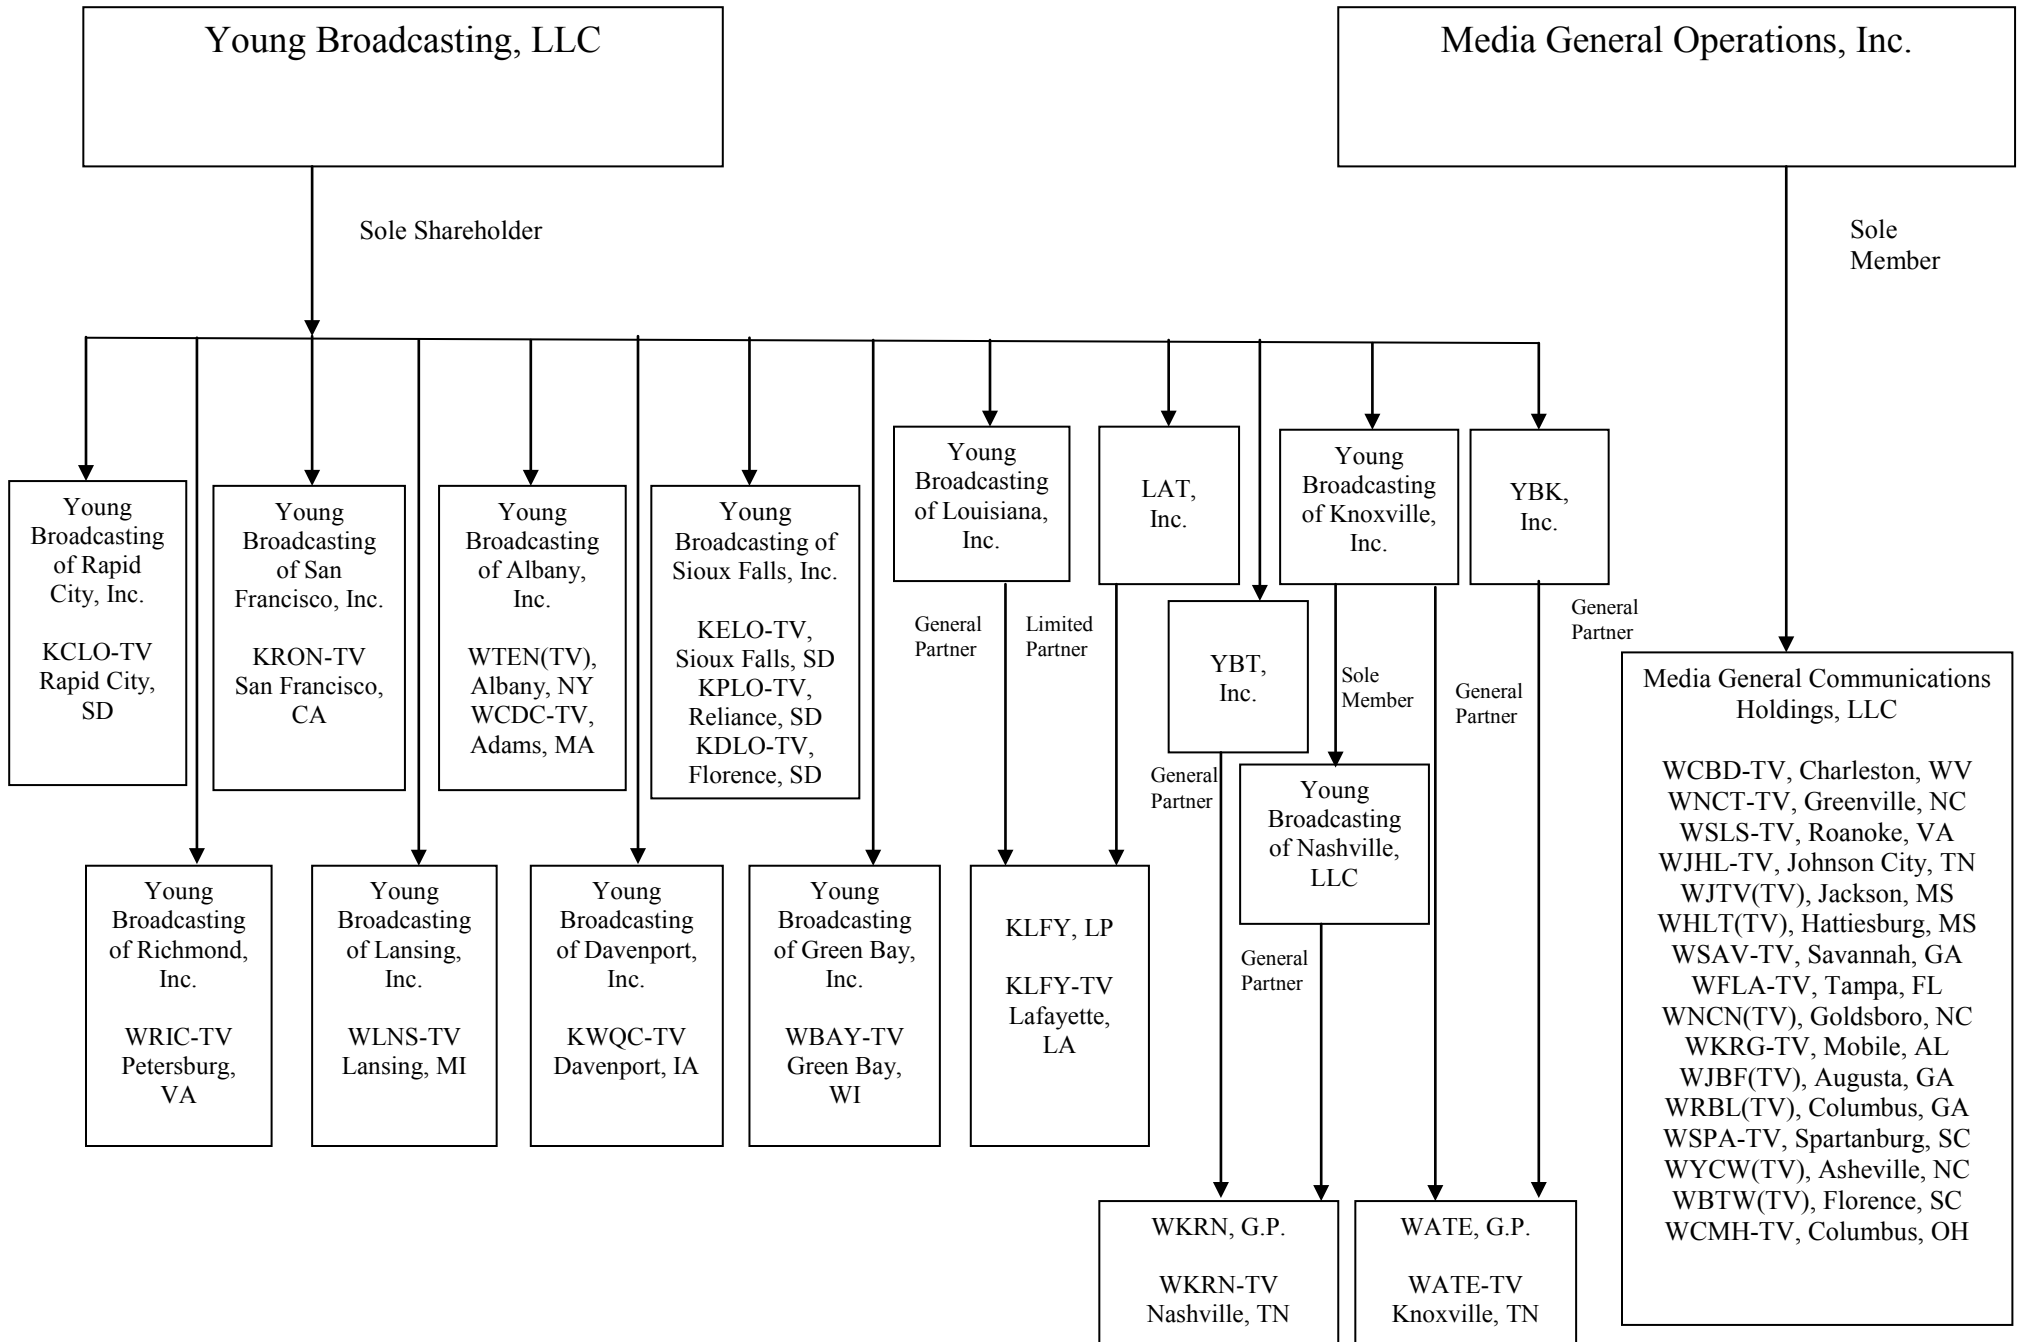 Young Broadcasting, LLC
Media General Operations, Inc.
Sole Shareholder
Sole
Member
Young
Broadcasting
of Rapid
City, Inc.
KCLO-TV
Rapid City,
SD
Young
Broadcasting
of San
Francisco, Inc.
KRON-TV
San Francisco,
CA
Young
Broadcasting
of Albany,
Inc.
WTEN(TV),
Albany, NY
WCDC-TV,
Adams, MA
Young
Broadcasting of
Sioux Falls, Inc.
KELO-TV,
Sioux Falls, SD
KPLO-TV,
Reliance, SD
KDLO-TV,
Florence, SD
Young
Broadcasting
of Louisiana,
Inc.
LAT,
Inc.
Young
Broadcasting
of Knoxville,
Inc.
YBK,
Inc.
General
Partner
Limited
Partner
YBT,
Inc.
Sole
Member
General
Partner
General
Partner
General
Partner
Young
Broadcasting
of Nashville,
LLC
General
Partner
Young
Broadcasting
of Richmond,
Inc.
WRIC-TV
Petersburg,
VA
Young
Broadcasting
of Lansing,
Inc.
WLNS-TV
Lansing, MI
Young
Broadcasting
of Davenport,
Inc.
KWQC-TV
Davenport, IA
Young
Broadcasting
of Green Bay,
Inc.
WBAY-TV
Green Bay,
WI
KLFY, LP
KLFY-TV
Lafayette,
LA
WKRN, G.P.
WKRN-TV
Nashville, TN
WATE, G.P.
WATE-TV
Knoxville, TN
Media General Communications
Holdings, LLC
WCBD-TV, Charleston, WV
WNCT-TV, Greenville, NC
WSLS-TV, Roanoke, VA
WJHL-TV, Johnson City, TN
WJTV(TV), Jackson, MS
WHLT(TV), Hattiesburg, MS
WSAV-TV, Savannah, GA
WFLA-TV, Tampa, FL
WNCN(TV), Goldsboro, NC
WKRG-TV, Mobile, AL
WJBF(TV), Augusta, GA
WRBL(TV), Columbus, GA
WSPA-TV, Spartanburg, SC
WYCW(TV), Asheville, NC
WBTW(TV), Florence, SC
WCMH-TV, Columbus, OH